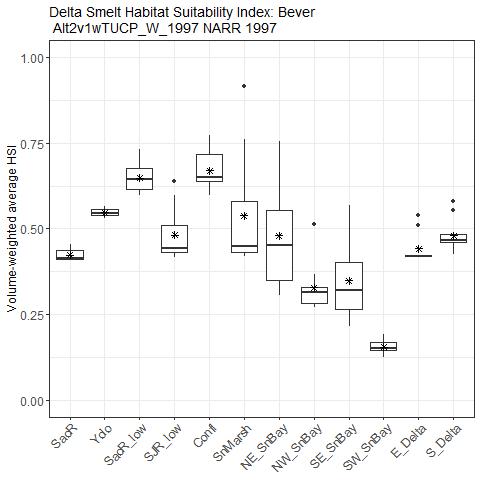 Delta Smelt Habitat Suitability Index: Bever
Alt2v1wTUCP_W_1997 NARR 1997
Volume-weighted average HSI
1.00
0.75
0.50
0.25
0.00
SacR
Yolo
SacR_low
SJR_low
Confl
SnMarsh
NE_SnBay
NW_SnBay
SE_SnBay
SW_SnBay
E_Delta
S_Delta